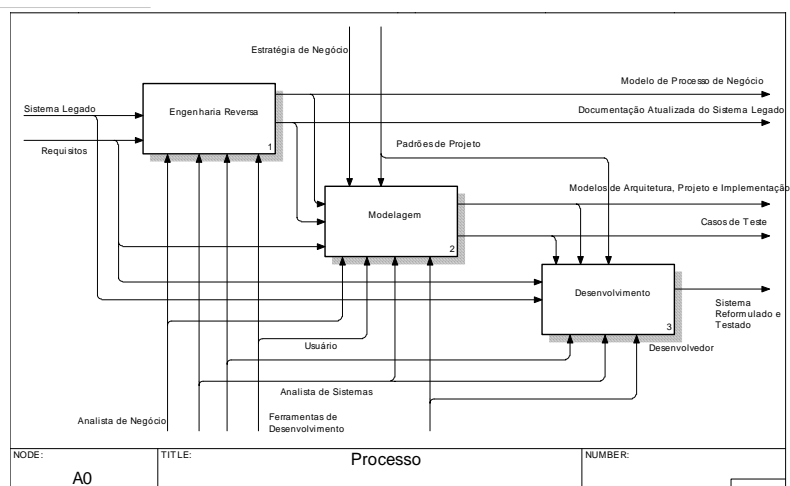 Estratégia de Negócio
Modelo de Processo de Negócio
Sistema Legado
Engenharia Reversa
Documentação Atualizada do Sistema Legado
1
Requisitos
Padrões de Projeto
Modelos de Arquitetura, Projeto e Implementação
Modelagem
Casos de Teste
2
Desenvolvimento
Sistema
Reformulado e
Testado
3
Usuário
Desenvolvedor
Analista de Sistemas
Analista de Negócio
Ferramentas de
Desenvolvimento
NODE:
TITLE:
Processo
NUMBER:
A0